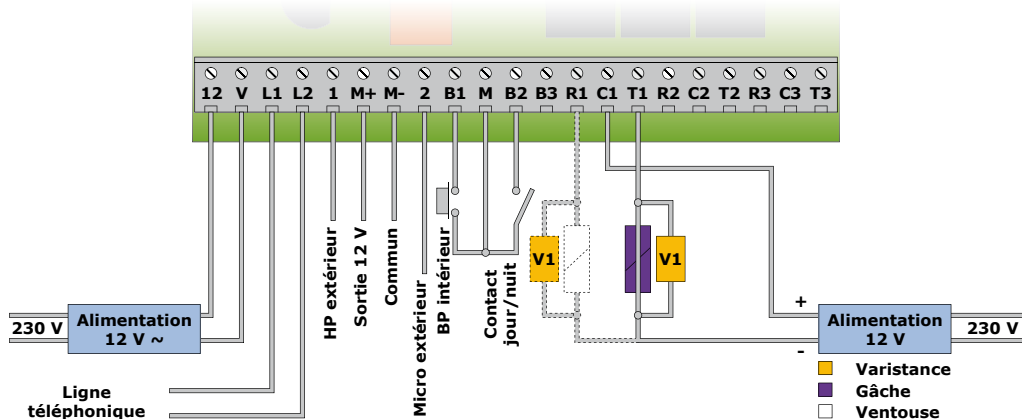 12 V L1 L2 1 M+ M- 2 B1 M B2 B3 R1 C1 T1 R2 C2 T2 R3 C3 T3
HP extérieur
Sortie 12 V
Commun
Micro extérieur
BP intérieur
Contact
jour/nuit
V1
V1
230 V
Alimentation
12 V ~
+
-
Alimentation
12 V
230 V
Ligne
téléphonique
Varistance
Gâche
Ventouse